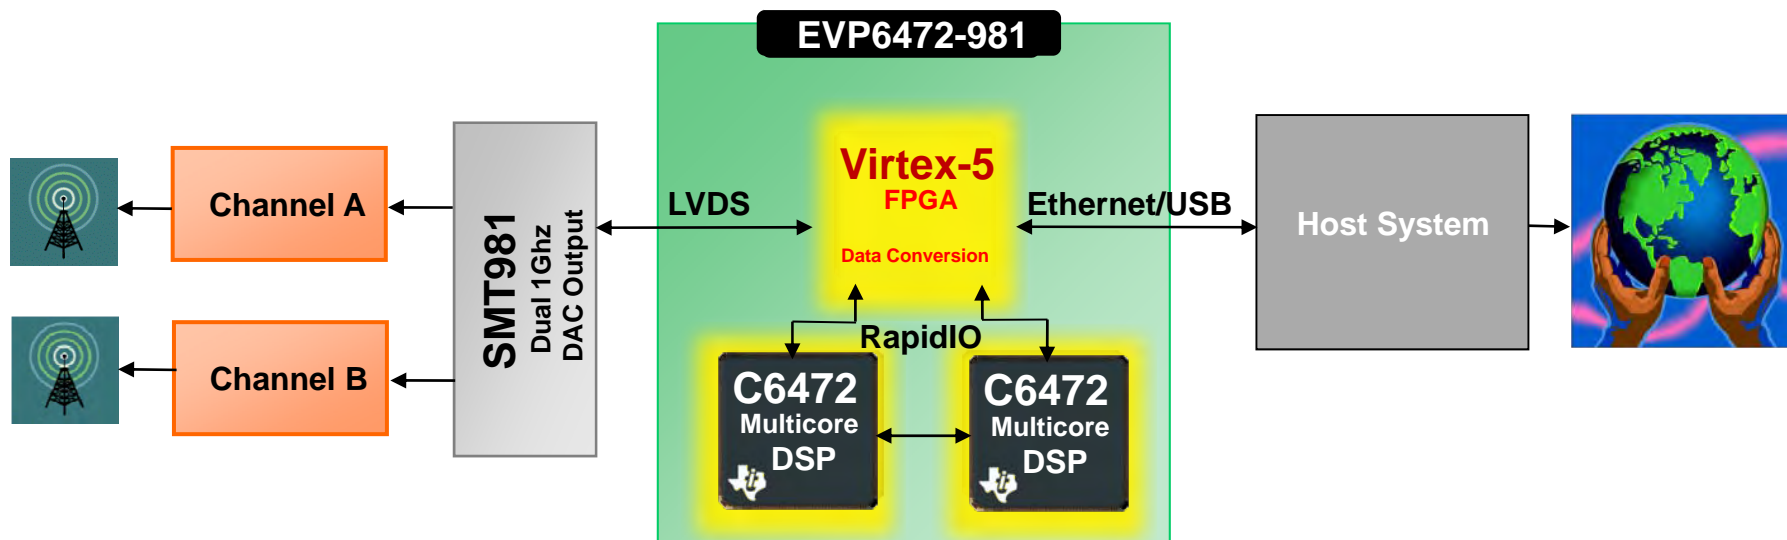 EVP6472-981
Channel A
Channel B
SMT981
Dual 1Ghz
DAC Output
LVDS
Virtex-5
FPGA
Data Conversion
Ethernet/USB
RapidIO
C6472
Multicore
DSP
C6472
Multicore
DSP
Host System